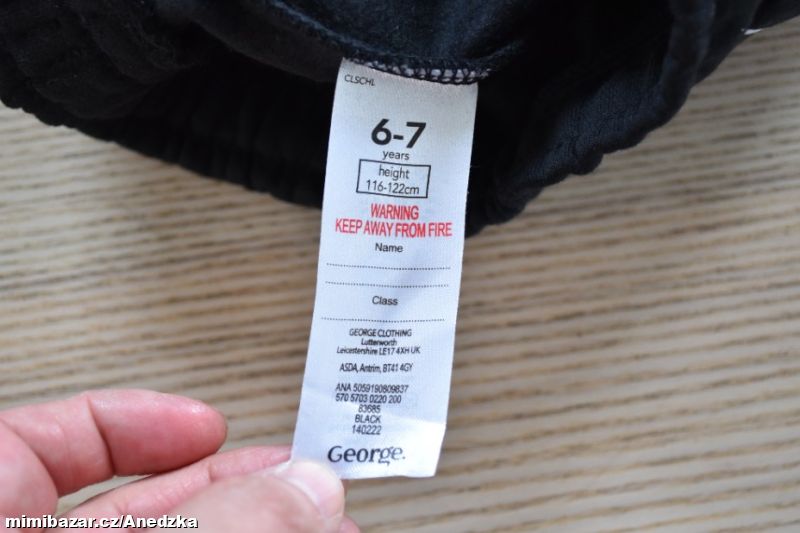 CLSCHL
6-7
years
height
116-122cm
WARNING
KEEP AWAY FROM FIRE
Name
Class
GEORGE CLOTHING
Lutterworth
Leicestershire LE17 4XH UK
ASDA, Antrim, BT41 4GY
ANA 5059190809837
570 5703 0220 200
83685
BLACK
140222
George.
mimibazar.cz/Anedzka